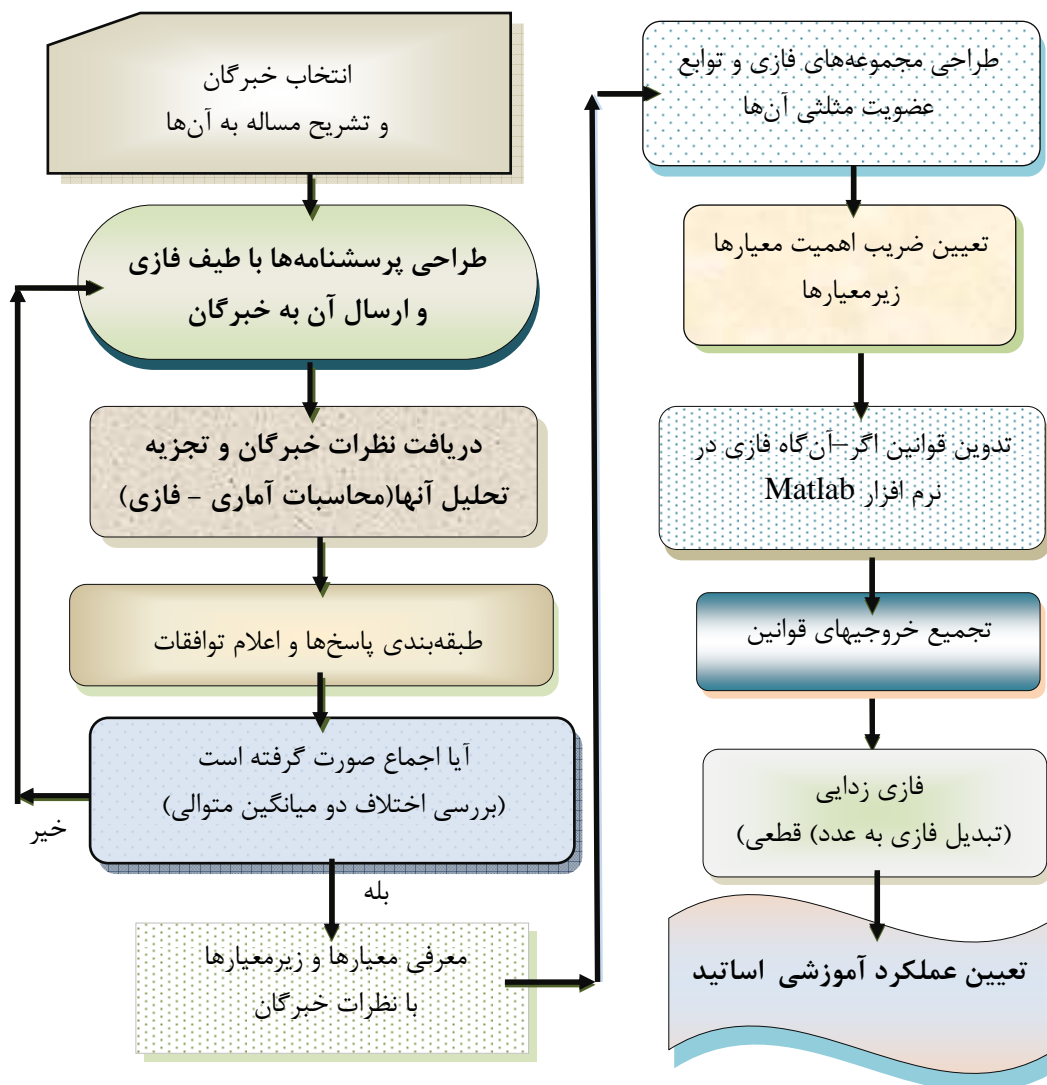 انتخاب خبرگان
و تشریح مساله به آن‌ها
طراحی پرسشنامه‌ها با طیف فازی
و ارسال آن به خبرگان
دریافت نظرات خبرگان و تجزیه
تحلیل آنها(محاسبات آماری - فازی)
طبقه‌بندی پاسخ‌ها و اعلام توافقات
آیا اجماع صورت گرفته است
(بررسی اختلاف دو میانگین متوالی)
خیر
بله
معرفی معیارها و زیرمعیارها
با نظرات خبرگان
طراحی مجموعه‌های فازی و توابع
عضویت مثلثی آن‌ها
تعیین ضریب اهمیت معیارها
زیرمعیارها
تدوین قوانین اگر–آن‌گاه فازی در
نرم افزار Matlab
تجمیع خروجیهای قوانین
فازی زدایی
(تبدیل فازی به عدد) قطعی)
تعیین عملکرد آموزشی اساتید